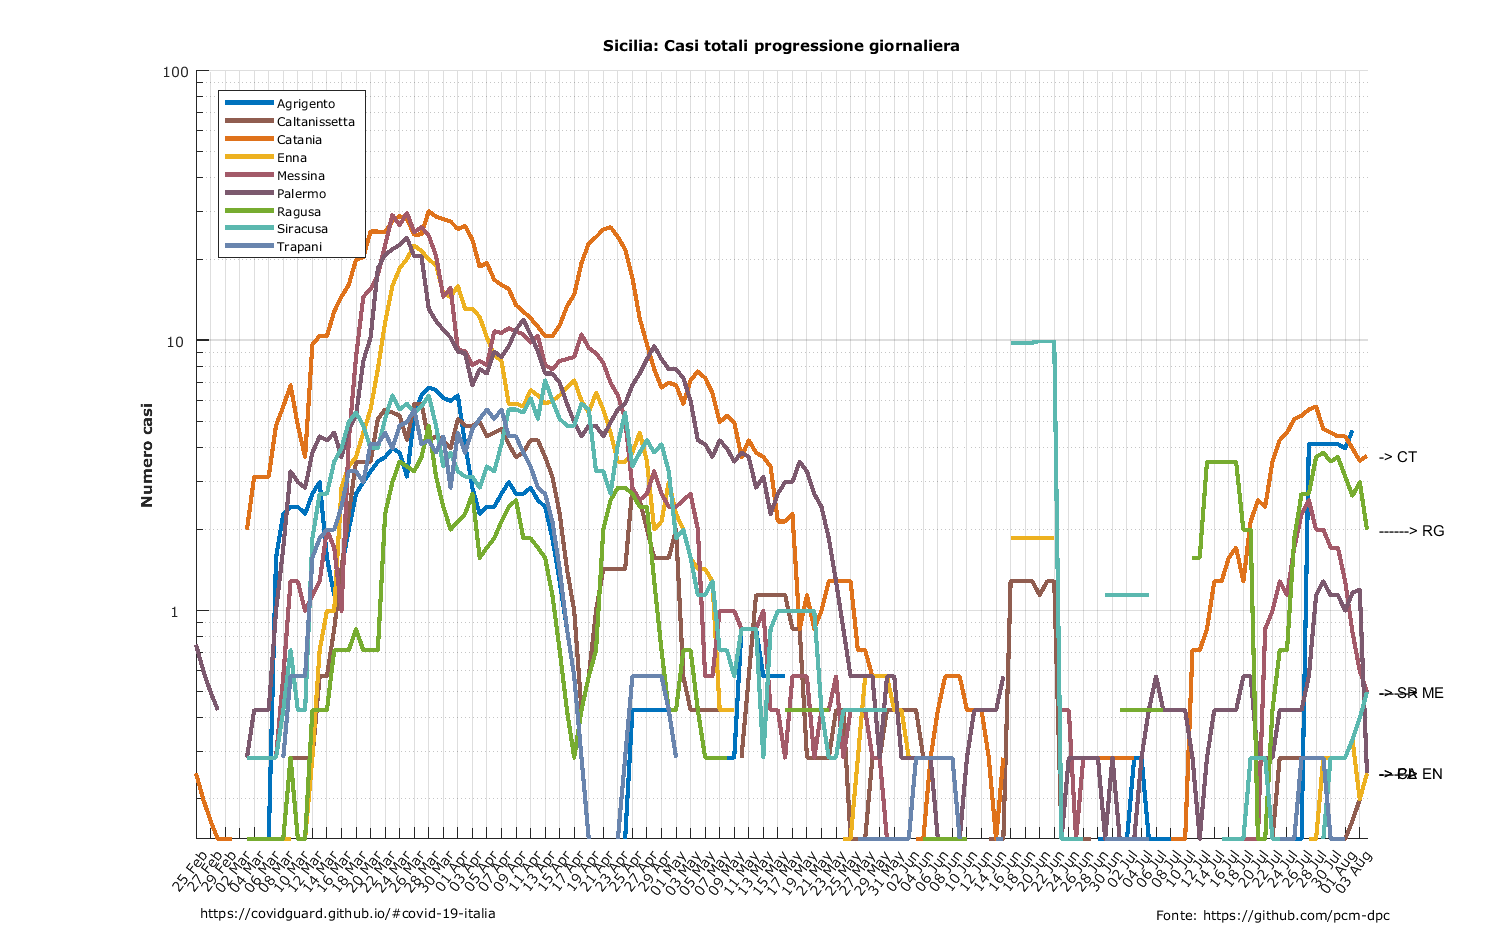 Sicilia: Casi totali progressione giornaliera
100
10
1
Numero casi
Agrigento
Caltanissetta
Catania
Enna
Messina
Palermo
Ragusa
Siracusa
Trapani
-> CT
------> RG
ME
EN
25 Feb
27 Feb
29 Feb
02 Mar
04 Mar
06 Mar
08 Mar
10 Mar
12 Mar
14 Mar
16 Mar
18 Mar
20 Mar
22 Mar
24 Mar
26 Mar
28 Mar
30 Mar
01 Apr
03 Apr
05 Apr
07 Apr
09 Apr
11 Apr
13 Apr
15 Apr
17 Apr
19 Apr
21 Apr
23 Apr
25 Apr
27 Apr
29 Apr
01 May
03 May
05 May
07 May
09 May
11 May
13 May
15 May
17 May
19 May
21 May
23 May
25 May
27 May
29 May
31 May
02 Jun
04 Jun
06 Jun
08 Jun
10 Jun
12 Jun
14 Jun
16 Jun
18 Jun
20 Jun
22 Jun
24 Jun
26 Jun
28 Jun
30 Jun
02 Jul
04 Jul
06 Jul
08 Jul
10 Jul
12 Jul
14 Jul
16 Jul
18 Jul
20 Jul
22 Jul
24 Jul
26 Jul
28 Jul
30 Jul
01 Aug
03 Aug
https://covidguard.github.io/#covid-19-italia
Fonte: https://github.com/pcm-dpc